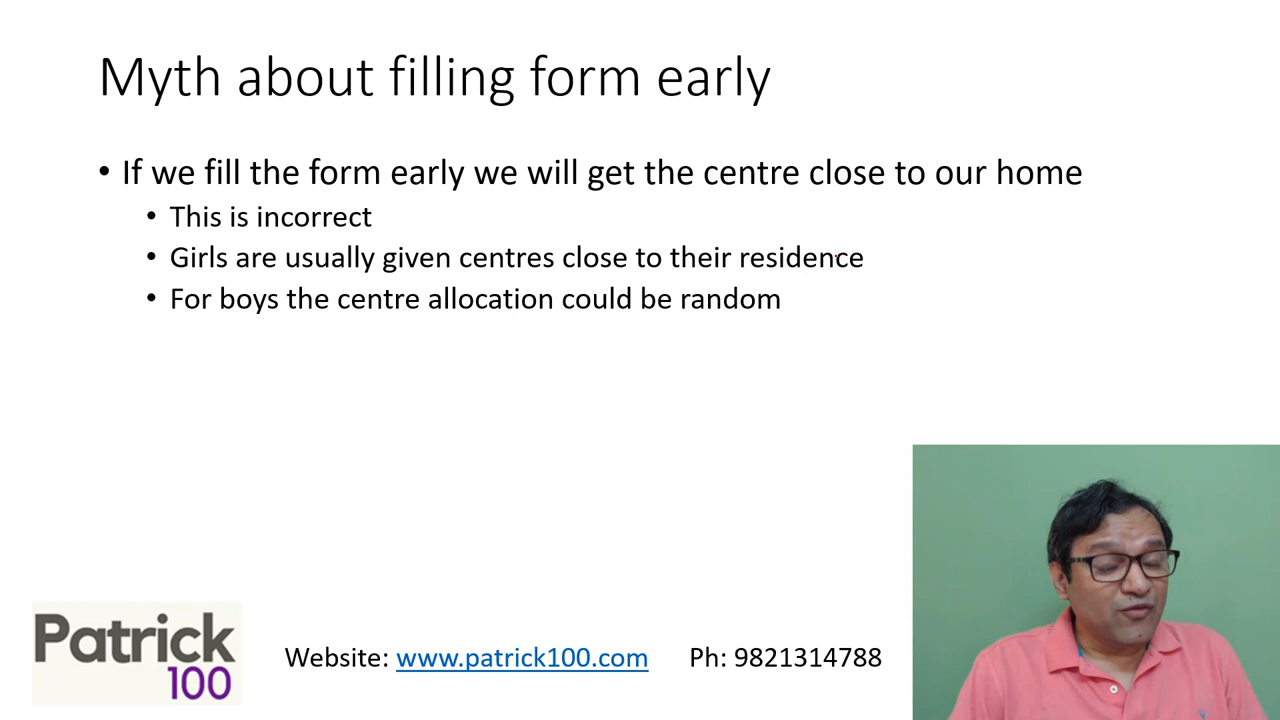 Myth about filling form early
• If we fill the form early we will get the centre close to our home
• This is incorrect
• Girls are usually given centres close to their residence
• For boys the centre allocation could be random
Patrick
100
Website: www.patrick100.com Ph: 9821314788